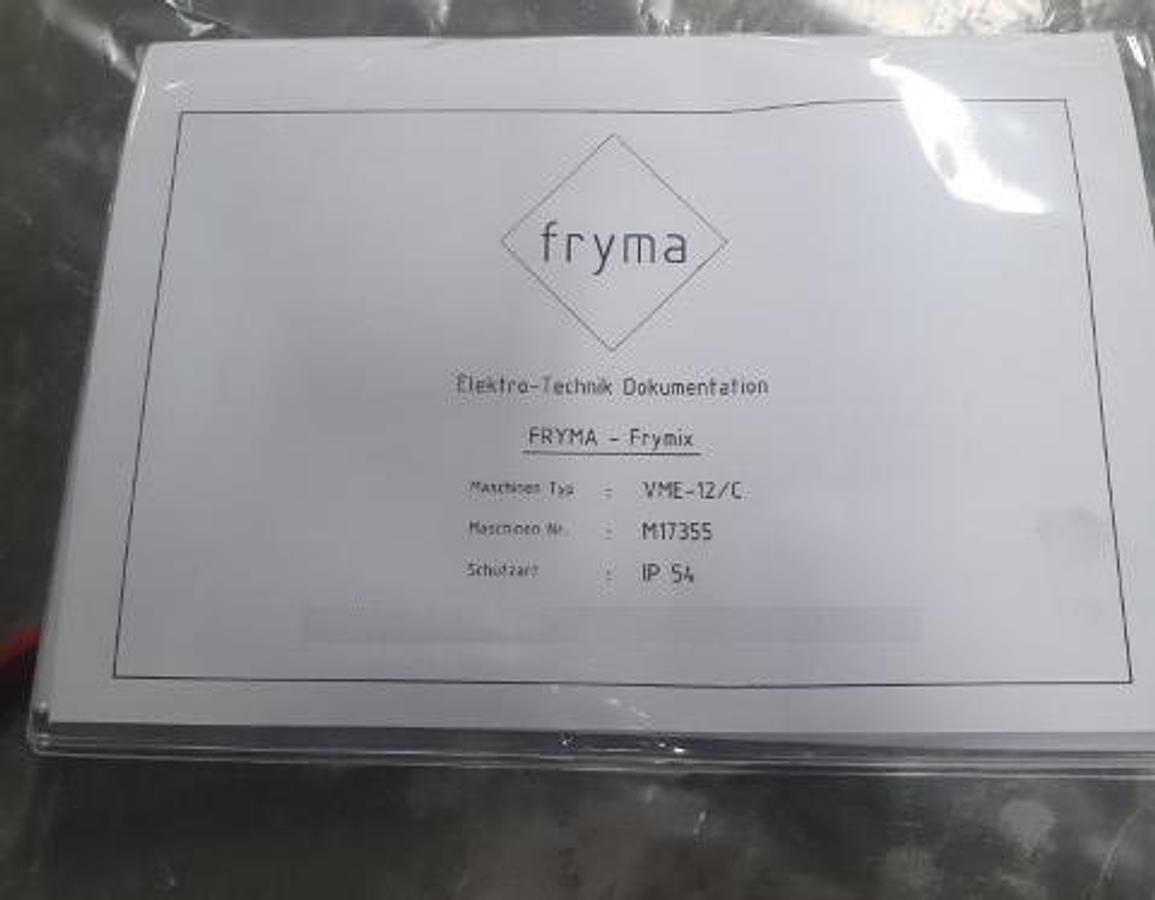 fryma
Elektro-Technik Dokumentation
FRYMA - Frymix
Maschinen Typ : VME-12/C
Maschinen Nr. : M17355
Schutzart : IP 54